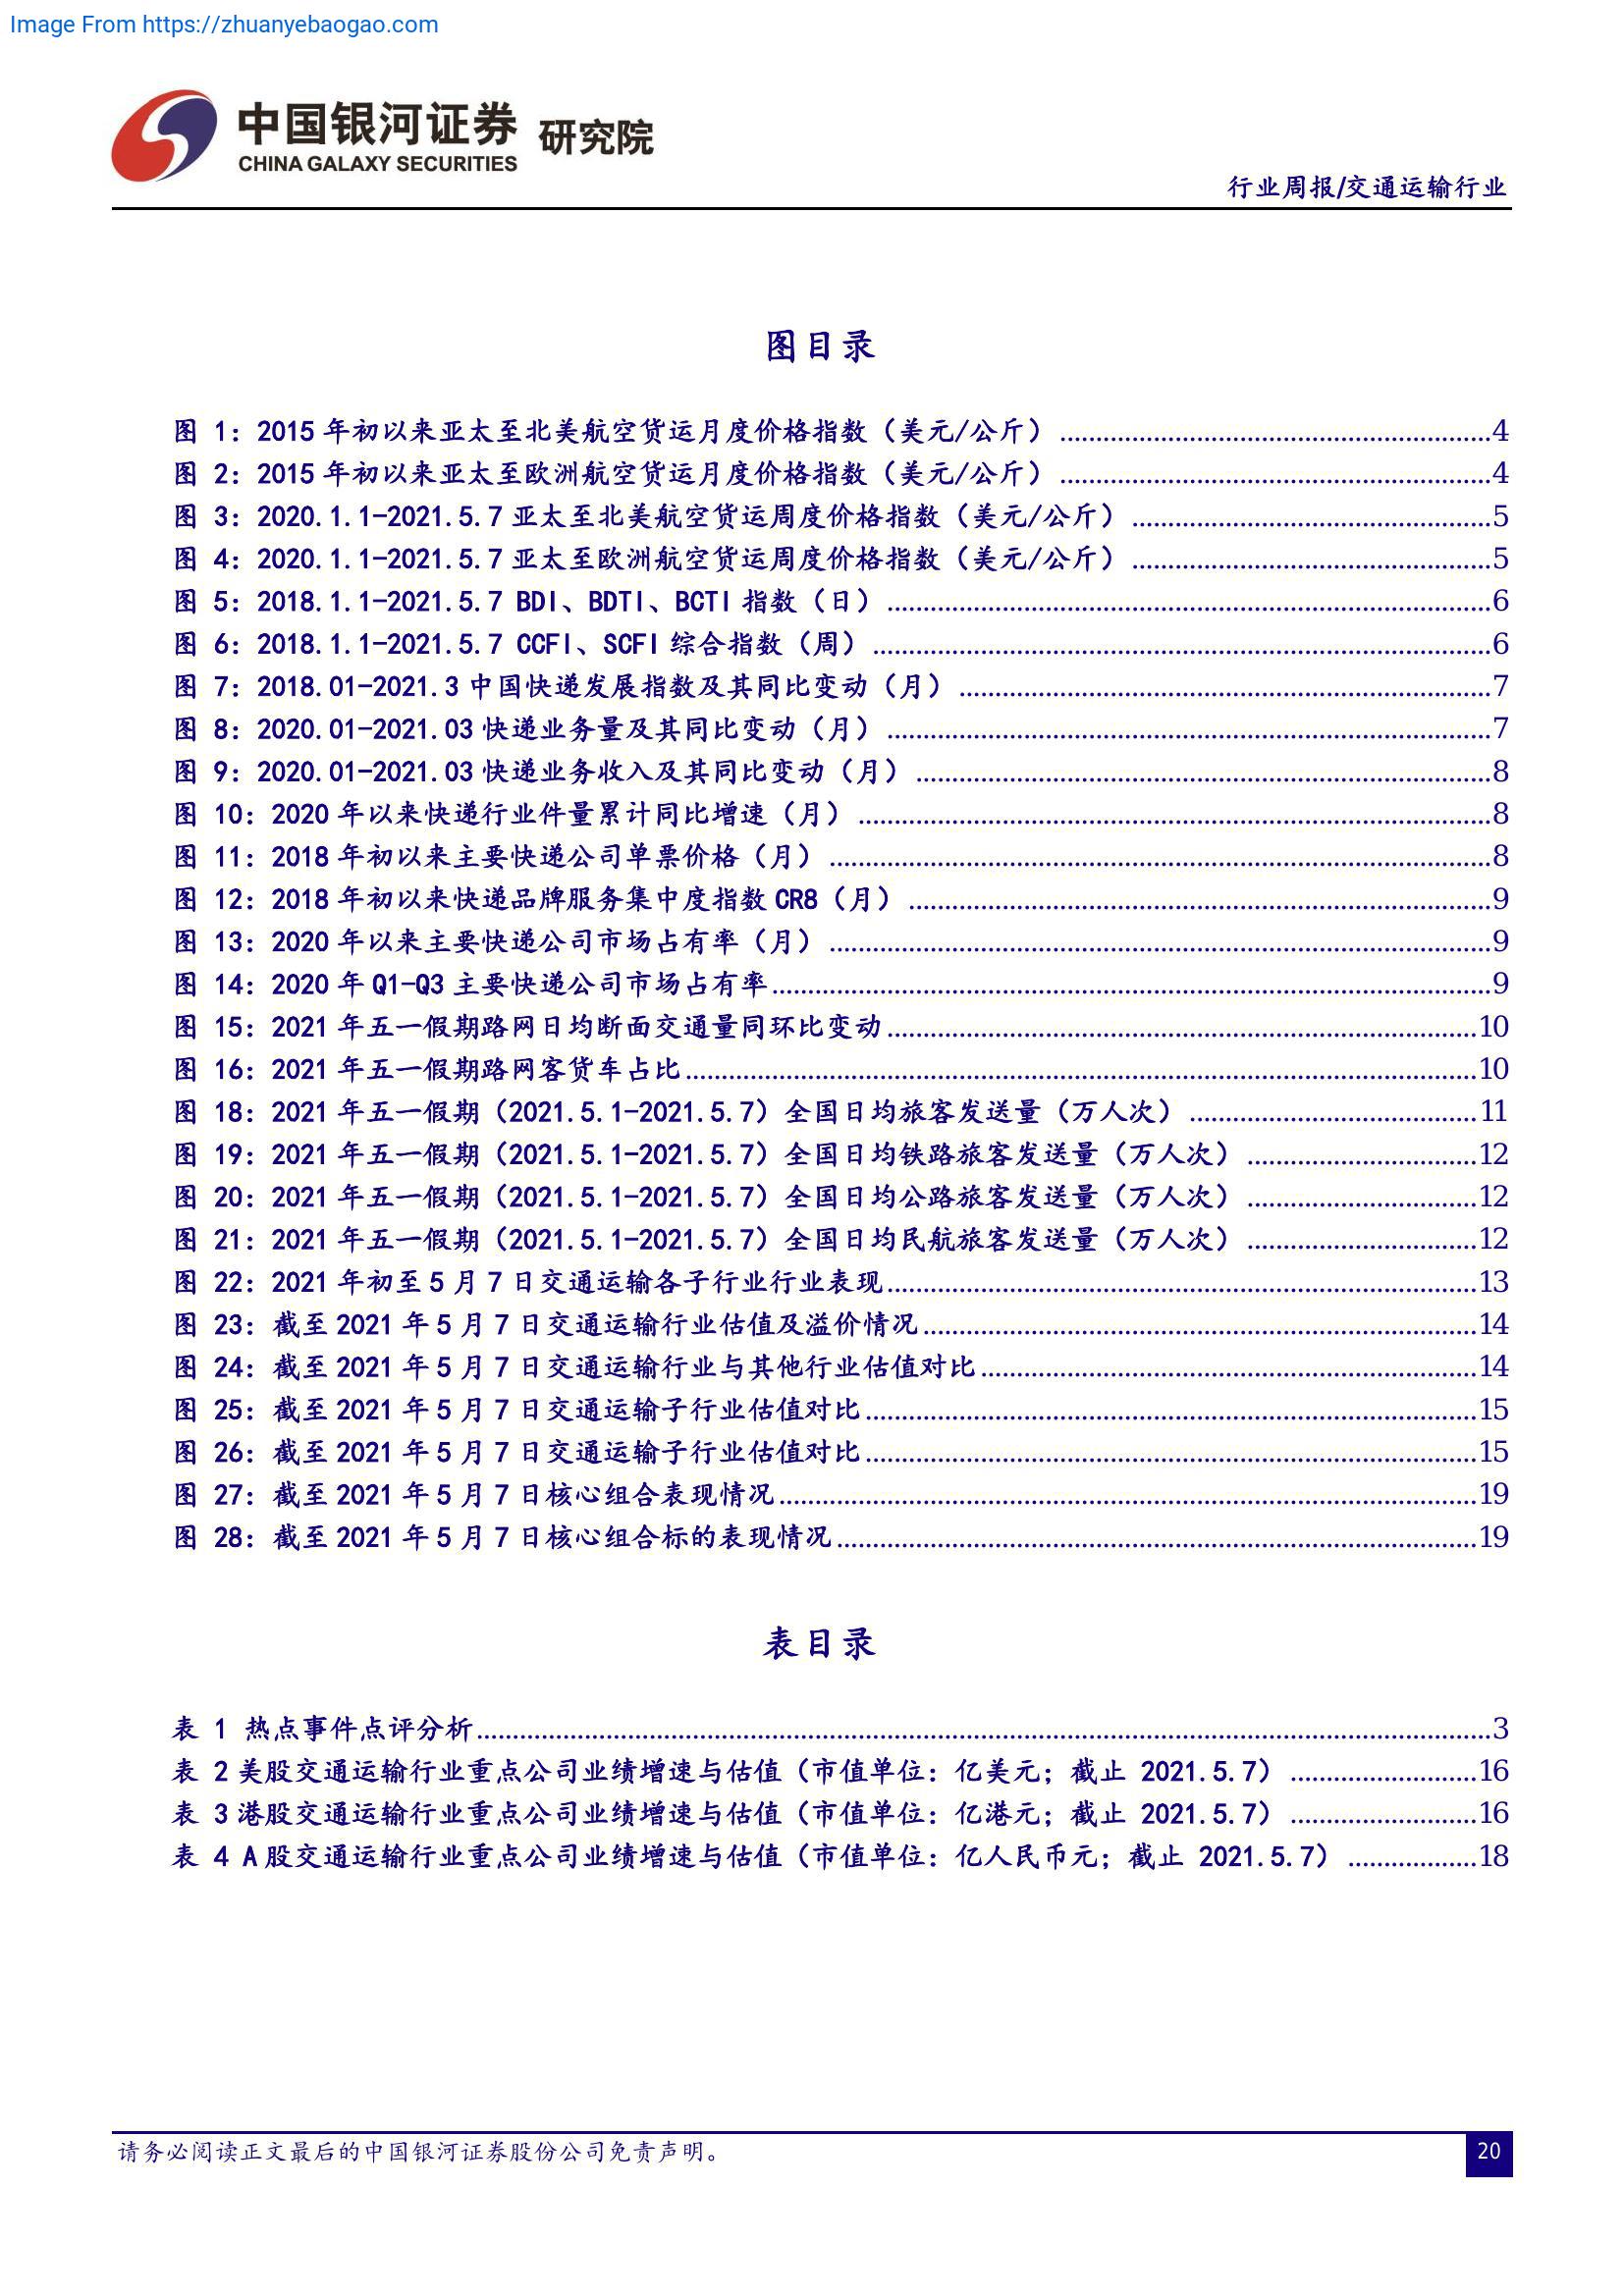 Image From https://zhuanyebaogao.com
中国银河证券 研究院
CHINA GALAXY SECURITIES
行业周报/交通运输行业
图目录
图 1：2015 年初以来亚太至北美航空货运月度价格指数（美元/公斤）............4
图 2：2015 年初以来亚太至欧洲航空货运月度价格指数（美元/公斤）............4
图 3：2020.1.1-2021.5.7 亚太至北美航空货运周度价格指数（美元/公斤）............5
图 4：2020.1.1-2021.5.7 亚太至欧洲航空货运周度价格指数（美元/公斤）............5
图 5：2018.1.1-2021.5.7 BDI、BDTI、BCTI 指数（日）............6
图 6：2018.1.1-2021.5.7 CCFI、SCFI 综合指数（周）............6
图 7：2018.01-2021.3 中国快递发展指数及其同比变动（月）............7
图 8：2020.01-2021.03 快递业务量及其同比变动（月）............7
图 9：2020.01-2021.03 快递业务收入及其同比变动（月）............8
图 10：2020 年以来快递行业件量累计同比增速（月）............8
图 11：2018 年初以来主要快递公司单票价格（月）............8
图 12：2018 年初以来快递品牌服务集中度指数 CR8（月）............9
图 13：2020 年以来主要快递公司市场占有率（月）............9
图 14：2020 年 Q1-Q3 主要快递公司市场占有率............9
图 15：2021 年五一假期路网日均断面交通量同环比变动............10
图 16：2021 年五一假期路网客货车占比............10
图 18：2021 年五一假期（2021.5.1-2021.5.7）全国日均旅客发送量（万人次）............11
图 19：2021 年五一假期（2021.5.1-2021.5.7）全国日均铁路旅客发送量（万人次）............12
图 20：2021 年五一假期（2021.5.1-2021.5.7）全国日均公路旅客发送量（万人次）............12
图 21：2021 年五一假期（2021.5.1-2021.5.7）全国日均民航旅客发送量（万人次）............12
图 22：2021 年初至 5 月 7 日交通运输各子行业行业表现............13
图 23：截至 2021 年 5 月 7 日交通运输行业估值及溢价情况............14
图 24：截至 2021 年 5 月 7 日交通运输行业与其他行业估值对比............14
图 25：截至 2021 年 5 月 7 日交通运输子行业估值对比............15
图 26：截至 2021 年 5 月 7 日交通运输子行业估值对比............15
图 27：截至 2021 年 5 月 7 日核心组合表现情况............19
图 28：截至 2021 年 5 月 7 日核心组合标的表现情况............19
表目录
表 1 热点事件点评分析............3
表 2 美股交通运输行业重点公司业绩增速与估值（市值单位：亿美元；截止 2021.5.7）............16
表 3 港股交通运输行业重点公司业绩增速与估值（市值单位：亿港元；截止 2021.5.7）............16
表 4 A 股交通运输行业重点公司业绩增速与估值（市值单位：亿人民币元；截止 2021.5.7）............18
请务必阅读正文最后的中国银河证券股份公司免责声明。
20